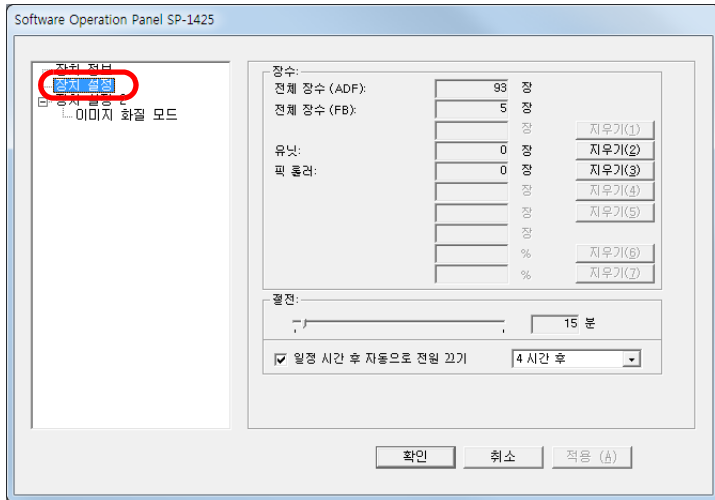 Software Operation Panel SP-1425
장치 정보
장치 설정
장치 설정 2
이미지 화질 모드
장수:
전체 장수 (ADF): 93 장
전체 장수 (FB): 5 장
장 지우기(1)
유닛: 0 장 지우기(2)
픽 롤러: 0 장 지우기(3)
장 지우기(4)
장 지우기(5)
장
% 지우기(6)
% 지우기(7)
절전:
15 분
일정 시간 후 자동으로 전원 끄기 4 시간 후
확인 취소 적용 (A)